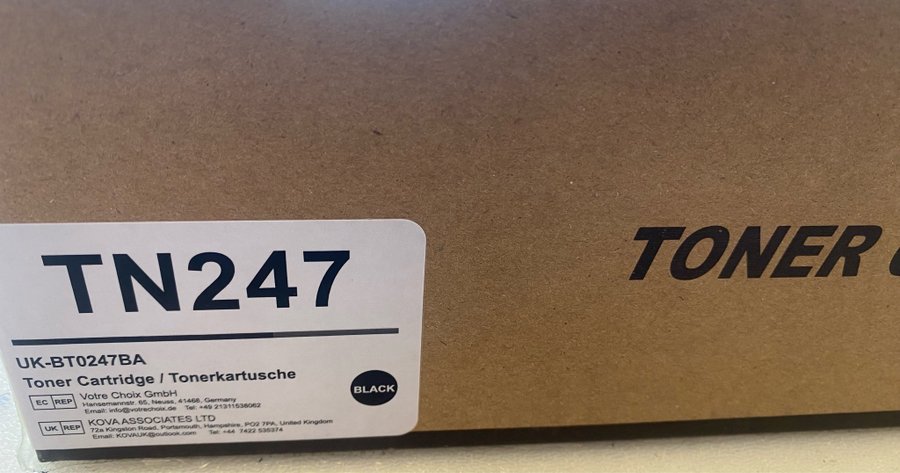 TN247
TONER
UK-BT0247BA
Toner Cartridge / Tonerkartusche
BLACK
EC REP
Votre Choix GmbH
Hansemannstr. 65, Neuss, 41468, Germany
Email: info@votrechoix.de Tel: +49 21311538062
UK REP
KOVA ASSOCIATES LTD
72a Kingston Road, Portsmouth, Hampshire, PO2 7PA, United Kingdom
Email: KOVAUK@outlook.com Tel: +44 7422 535374